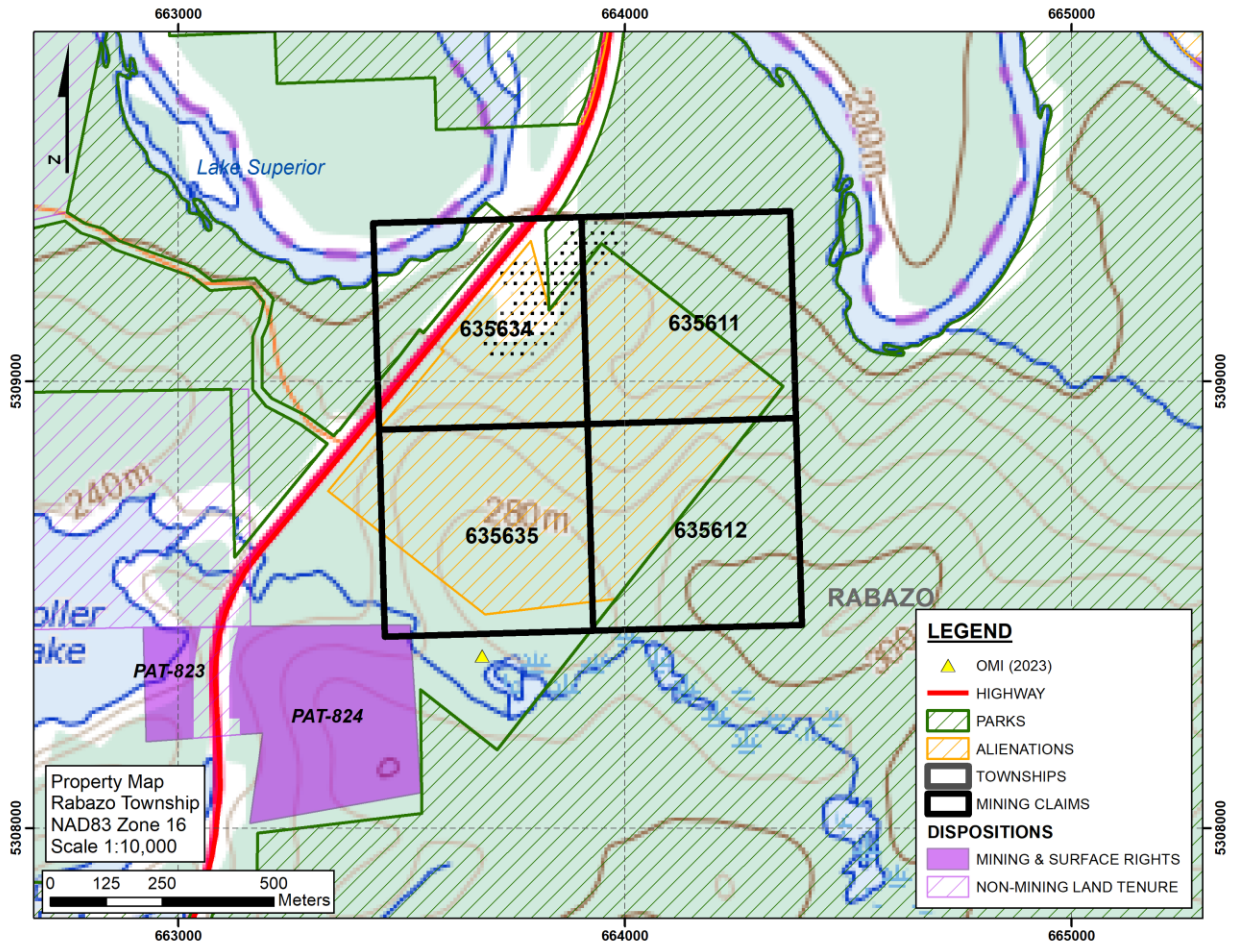 663000
664000
665000
N
200m
Lake Superior
635634
635611
5309000
5309000
240m
280m
635635
635612
RABAZO
oller
ake
PAT-823
PAT-824
300
LEGEND
OMI (2023)
HIGHWAY
PARKS
ALIENATIONS
TOWNSHIPS
MINING CLAIMS
DISPOSITIONS
MINING & SURFACE RIGHTS
NON-MINING LAND TENURE
Property Map
Rabazo Township
NAD83 Zone 16
Scale 1:10,000
5308000
5308000
0 125 250 500
Meters
663000
664000
665000